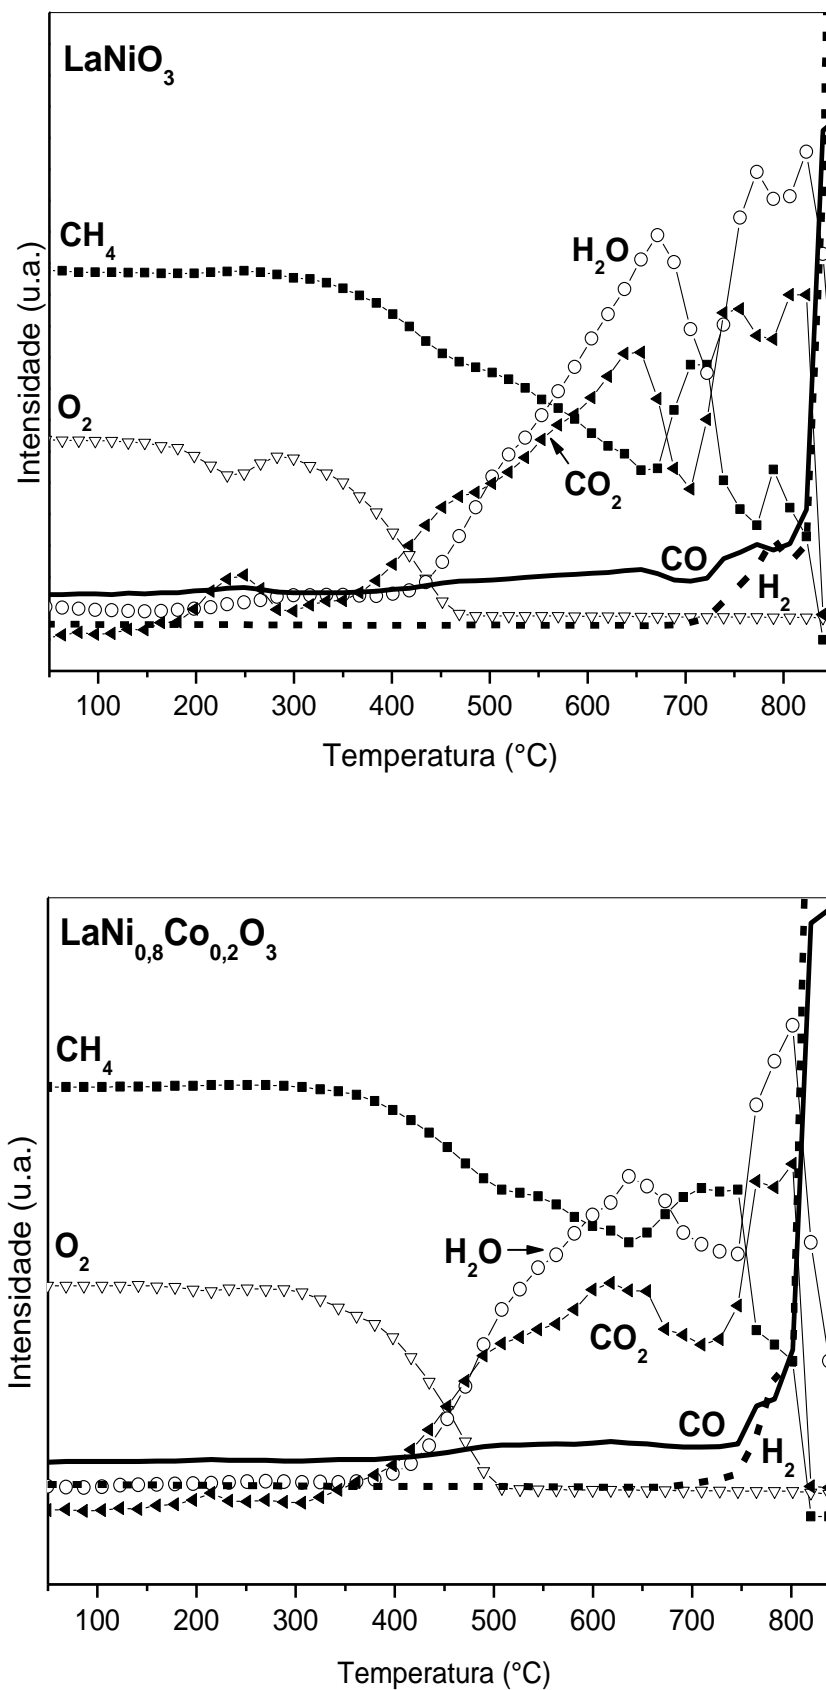 LaNiO₃
CH₄
H₂O
O₂
CO₂
CO
H₂
Intensidade (u.a.)
100 200 300 400 500 600 700 800
Temperatura (°C)
LaNi₀,₈Co₀,₂O₃
CH₄
O₂
H₂O
CO₂
CO
H₂
Intensidade (u.a.)
100 200 300 400 500 600 700 800
Temperatura (°C)